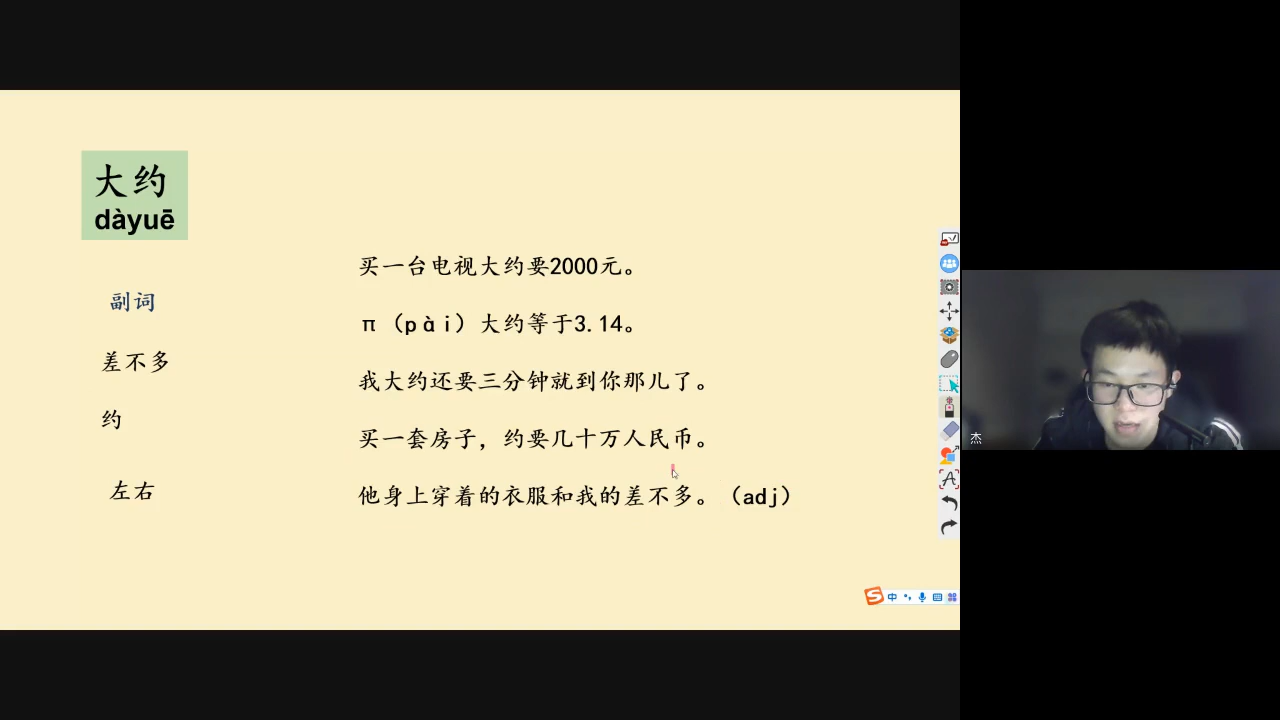 大约
dàyuē
副词
差不多
约
左右
买一台电视大约要2000元。
π（pài）大约等于3.14。
我大约还要三分钟就到你那儿了。
买一套房子，约要几十万人民币。
他身上穿着的衣服和我的差不多。（adj）
中
杰